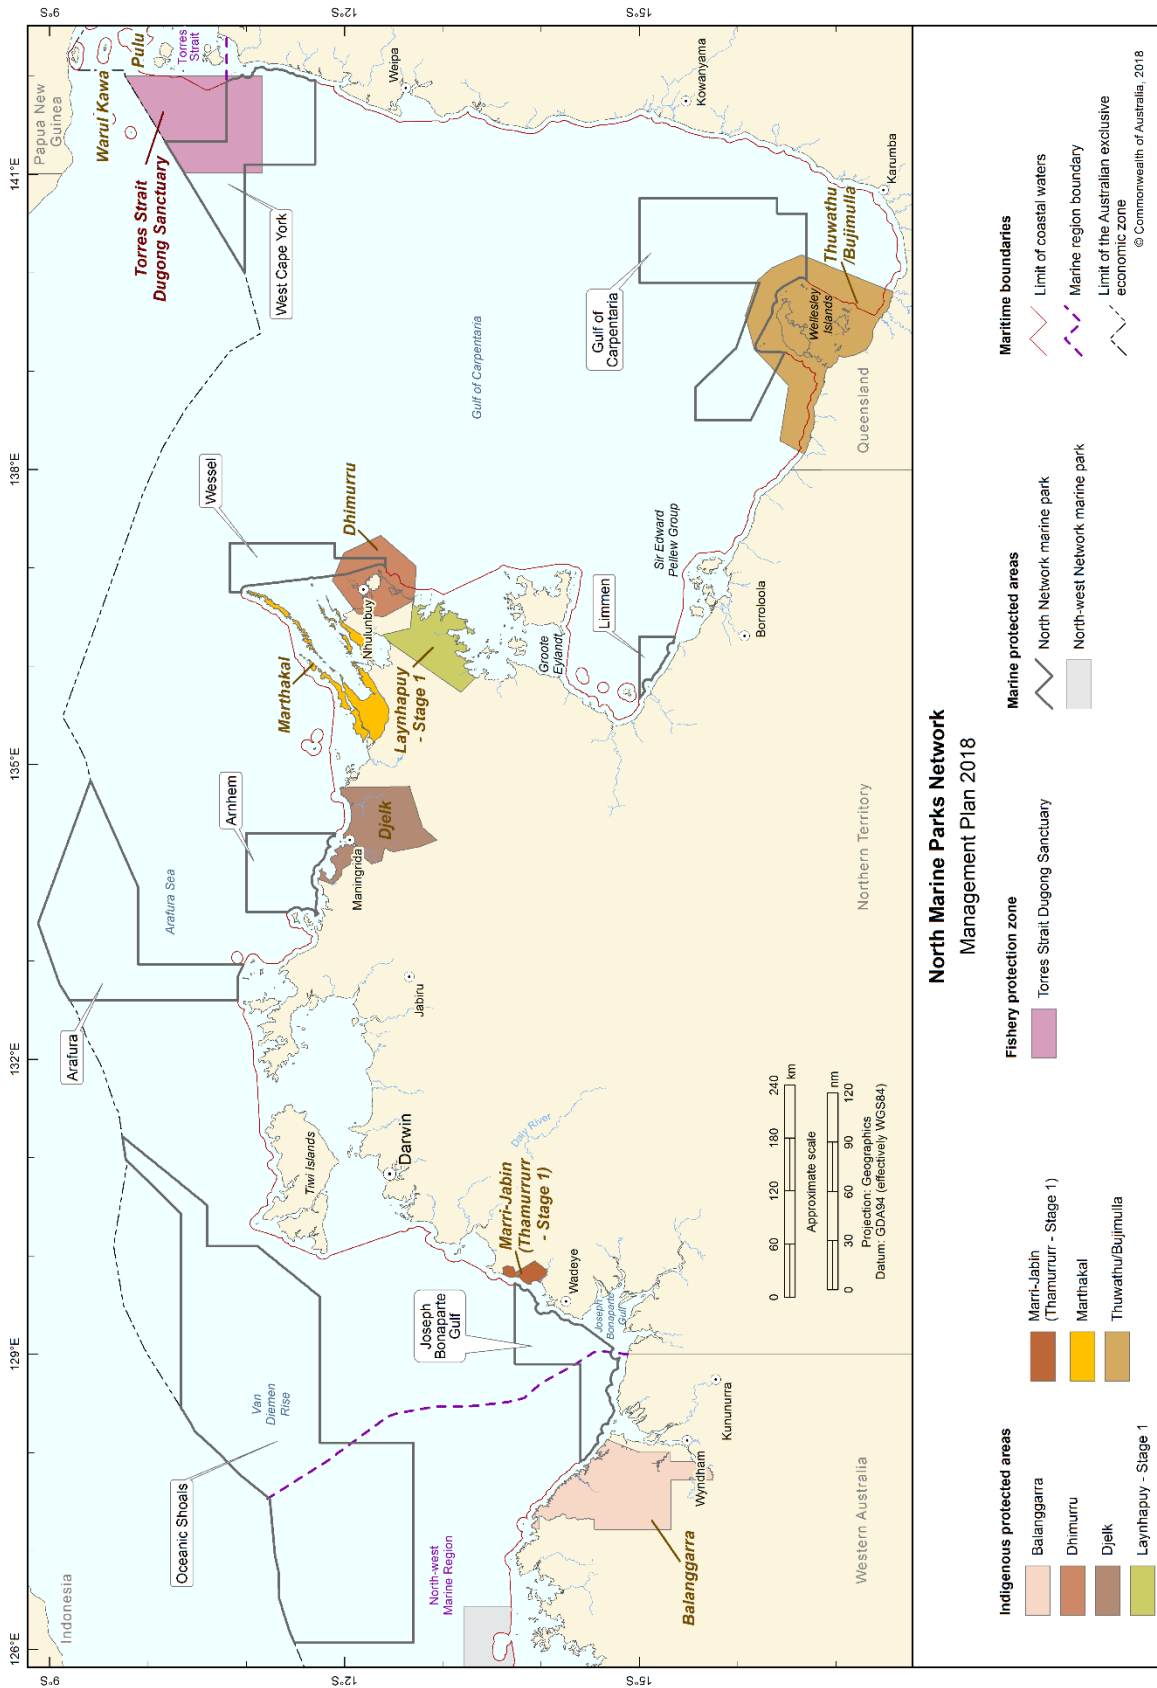 126°E
129°E
132°E
135°E
138°E
141°E
9°S
9°S
12°S
12°S
15°S
15°S
Indonesia
Papua New
Guinea
Warul Kawa
Pulu
Torres
Strait
Torres Strait
Dugong Sanctuary
West Cape York
Weipa
Kowanyama
Karumba
Oceanic Shoals
Van
Diemen
Rise
North-west
Marine Region
Arafura
Arafura Sea
Arnhem
Wessel
Marthakal
Dhimurru
Nhulunbuy
Laynhapuy
- Stage 1
Djelk
Maningrida
Jabiru
Tiwi Islands
Darwin
Daly River
Marri-Jabin
(Thamurrurr
- Stage 1)
Wadeye
Joseph
Bonaparte
Gulf
Joseph
Bonaparte
Gulf
Kununurra
Wyndham
Balanggarra
Western Australia
Northern Territory
Queensland
Groote
Eylandt
Limmen
Sir Edward
Pellew Group
Borroloola
Gulf of Carpentaria
Gulf of
Carpentaria
Wellesley
Islands
Thuwathu
/Bujimulla
0 60 120 180 240
km
Approximate scale
0 30 60 90 120
nm
Projection: Geographics
Datum: GDA94 (effectively WGS84)
North Marine Parks Network
Management Plan 2018
Indigenous protected areas
Balanggarra
Dhimurru
Djelk
Laynhapuy - Stage 1
Marri-Jabin
(Thamurrurr - Stage 1)
Marthakal
Thuwathu/Bujimulla
Fishery protection zone
Torres Strait Dugong Sanctuary
Marine protected areas
North Network marine park
North-west Network marine park
Maritime boundaries
Limit of coastal waters
Marine region boundary
Limit of the Australian exclusive
economic zone
© Commonwealth of Australia, 2018